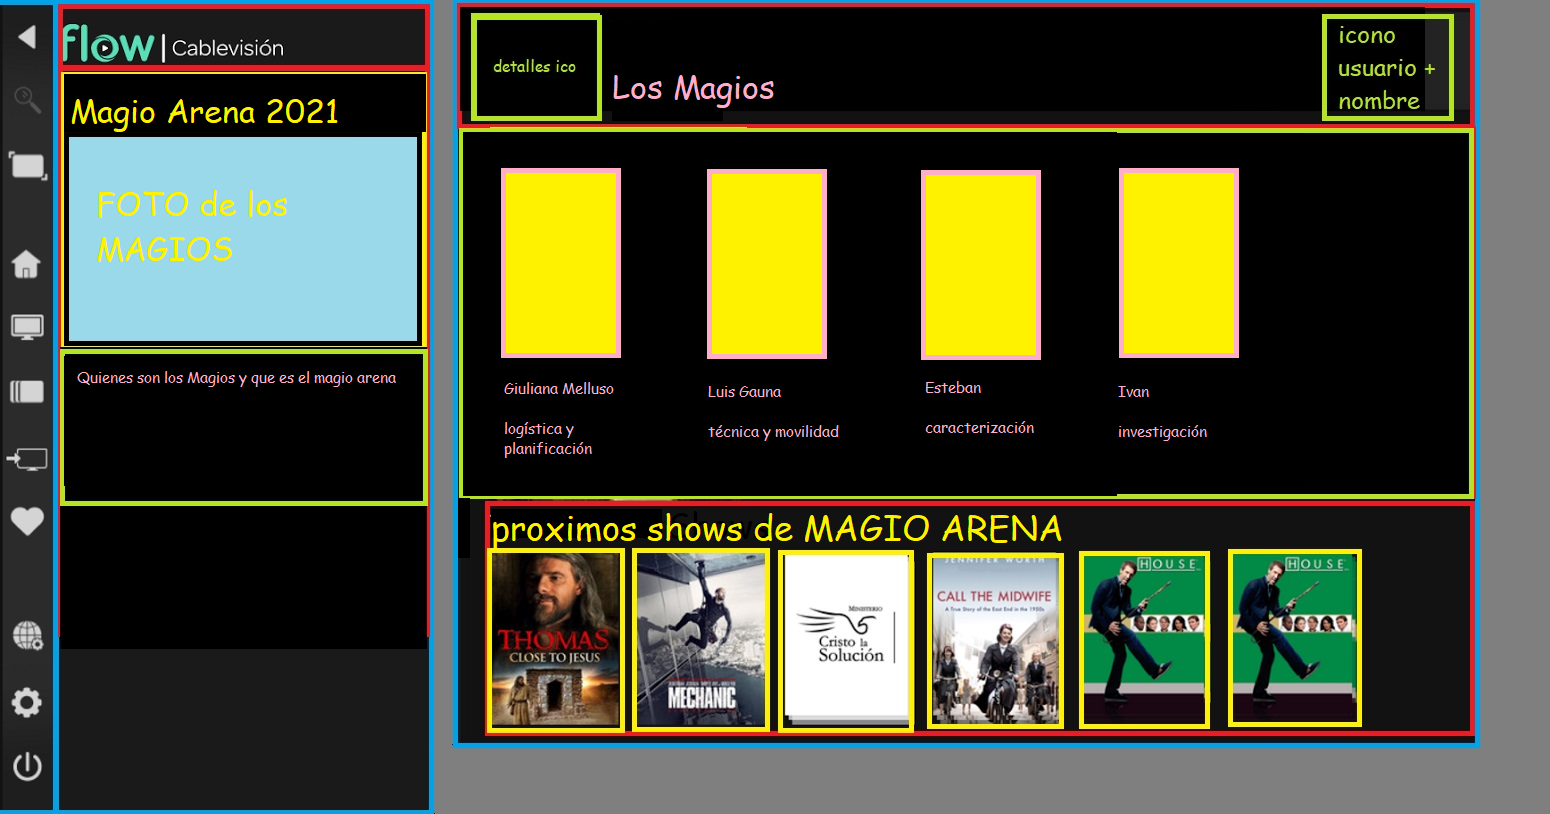 flow | Cablevisión
Magio Arena 2021
FOTO de los
MAGIOS
Quienes son los Magios y que es el magio arena
detalles ico
Los Magios
icono
usuario +
nombre
Giuliana Melluso
logística y
planificación
Luis Gauna
técnica y movilidad
Esteban
caracterización
Ivan
investigación
proximos shows de MAGIO ARENA
THOMAS
CLOSE TO JESUS
MECHANIC
MINISTERIO
Cristo la
Solución
JENNIFER WORTH
CALL THE MIDWIFE
A True Story of the East End in the 1950s
HOUSE
HOUSE